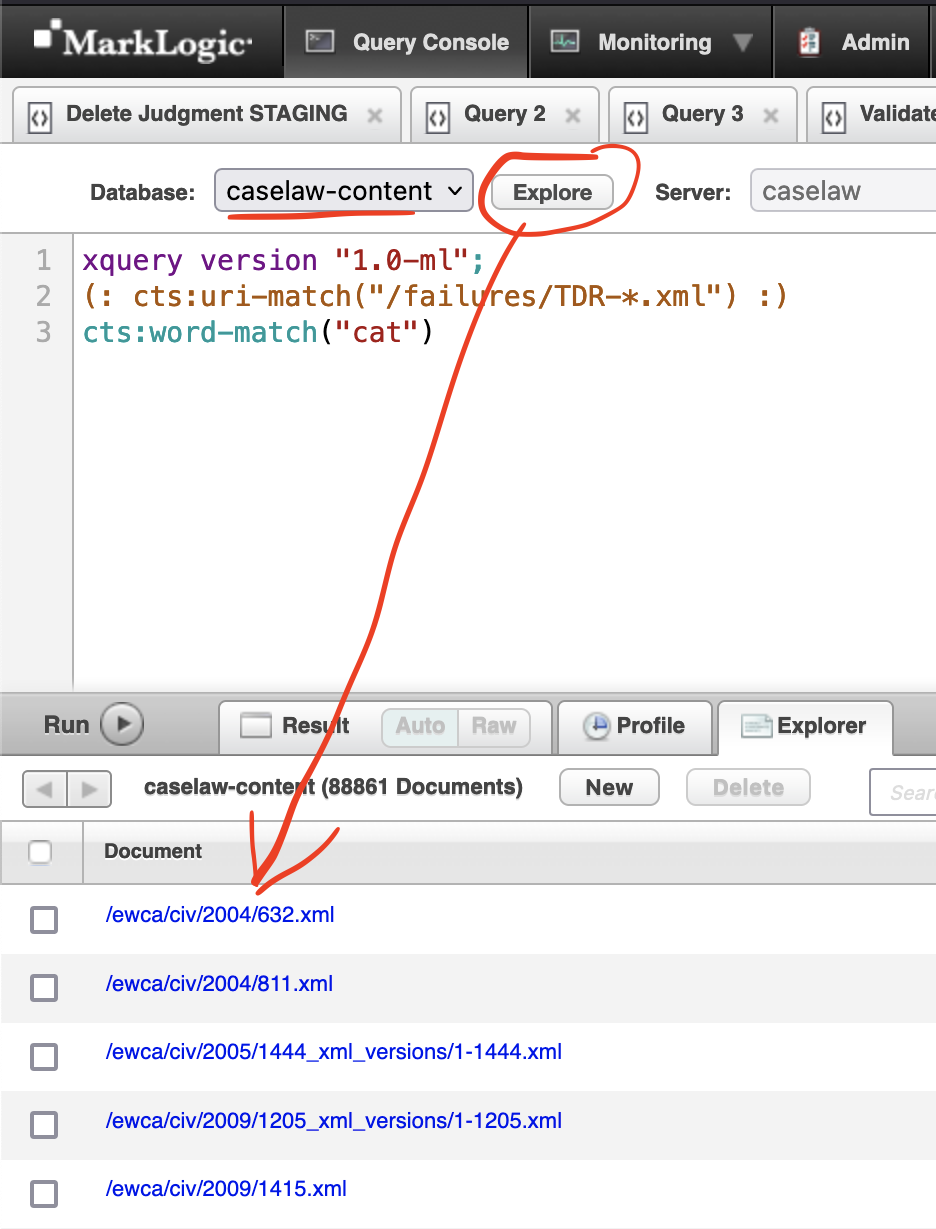 MarkLogic Query Console Monitoring Admin
Delete Judgment STAGING Query 2 Query 3 Validate
Database: caselaw-content Explore Server: caselaw
1 xquery version "1.0-ml";
2 (: cts:uri-match("/failures/TDR-*.xml") :)
3 cts:word-match("cat")
Run Result Auto Raw Profile Explorer
caselaw-content (88861 Documents) New Delete Sear
Document
/ewca/civ/2004/632.xml
/ewca/civ/2004/811.xml
/ewca/civ/2005/1444_xml_versions/1-1444.xml
/ewca/civ/2009/1205_xml_versions/1-1205.xml
/ewca/civ/2009/1415.xml